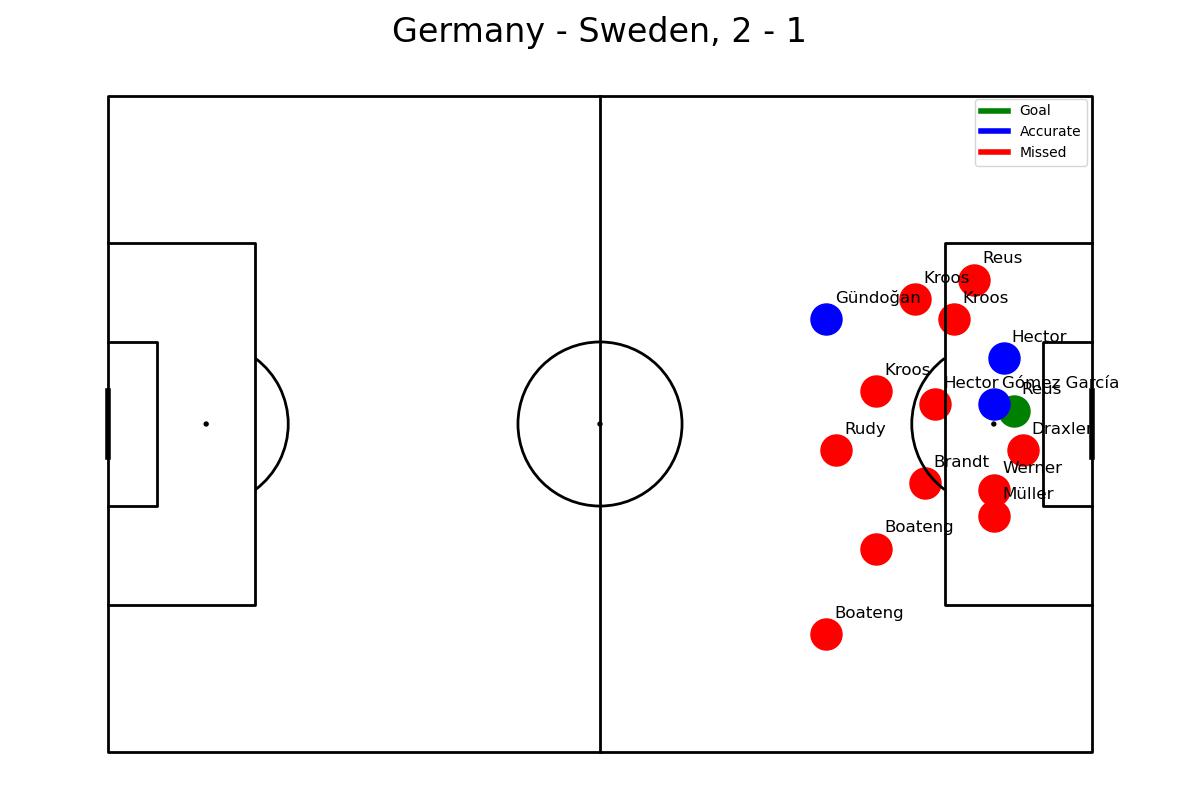 Germany - Sweden, 2 - 1
Goal
Accurate
Missed
Reus
Kroos
Gündoğan
Kroos
Hector
Kroos
Hector
Gómez García
Reus
Rudy
Draxler
Brandt
Werner
Müller
Boateng
Boateng